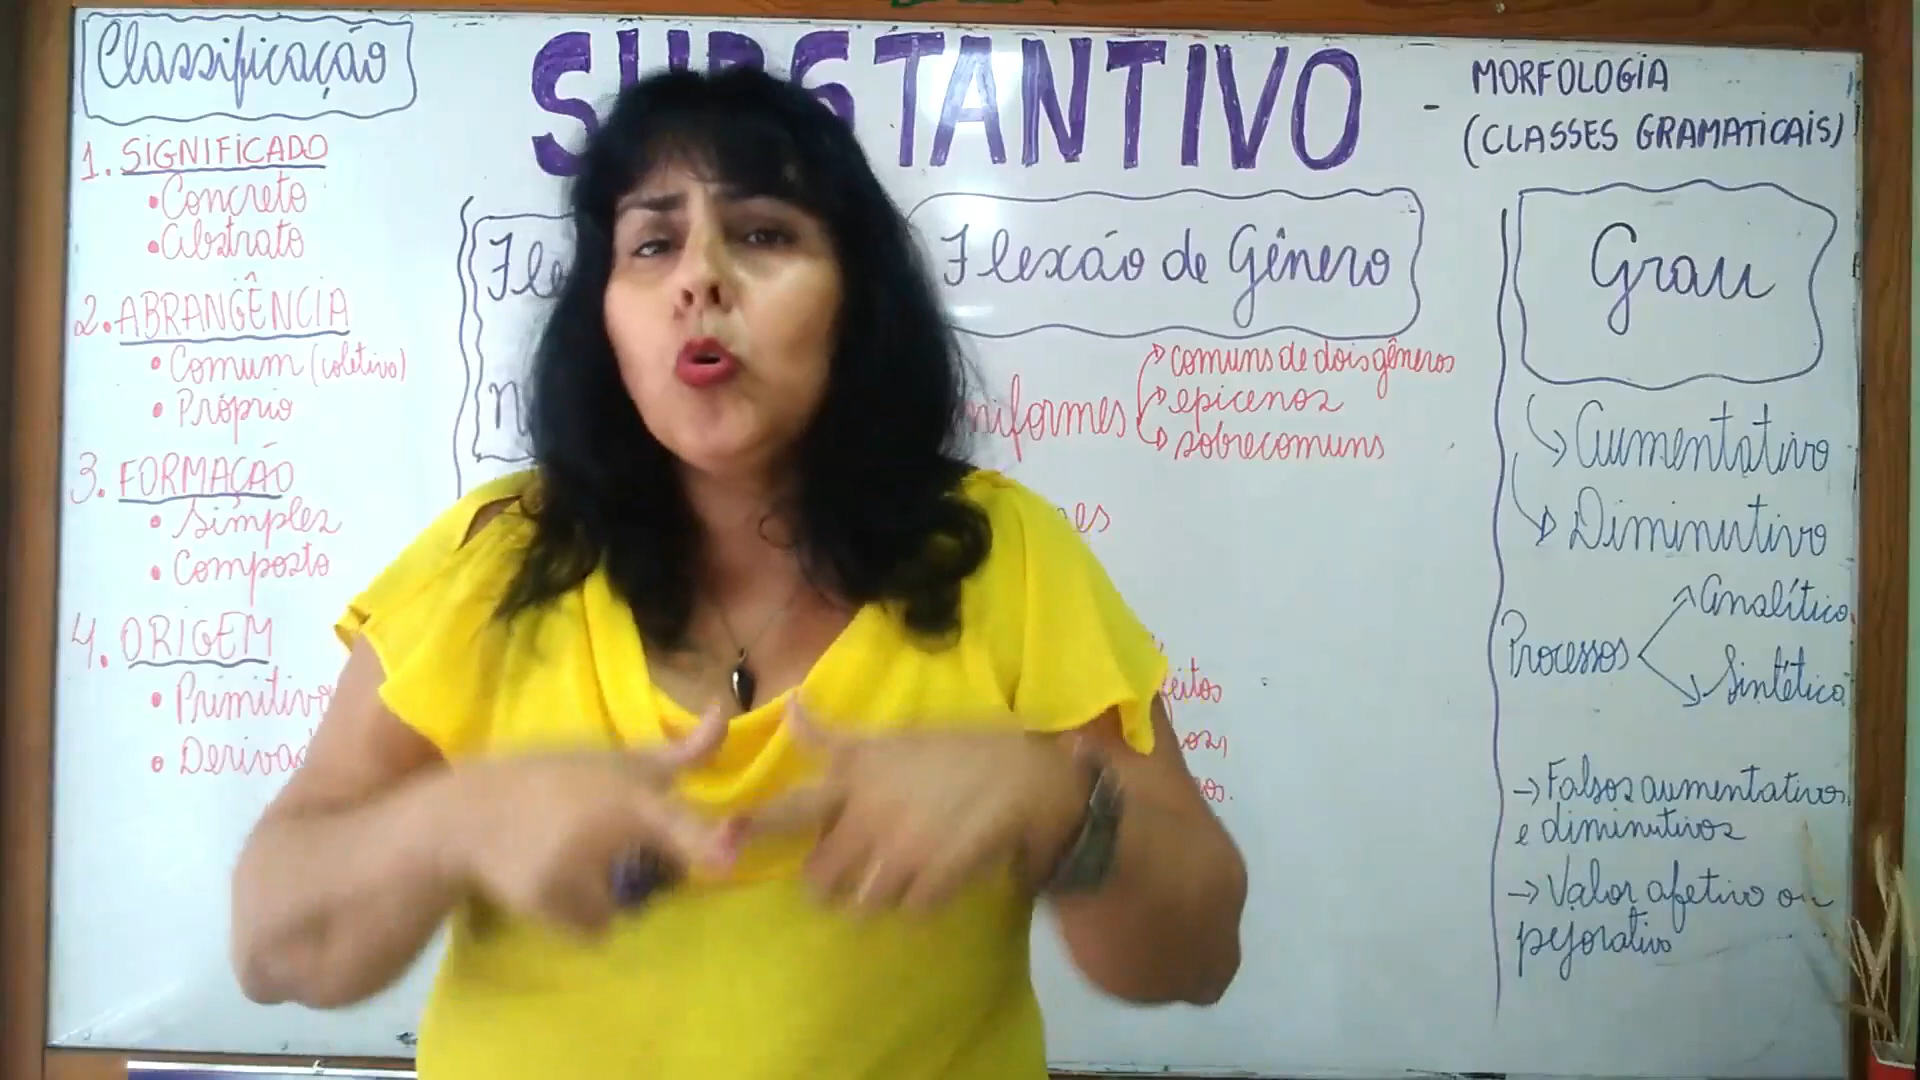 Classificação
1. SIGNIFICADO
• Concreto
• Abstrato
2. ABRANGÊNCIA
• Comum (coletivo)
• Próprio
3. FORMAÇÃO
• Simples
• Composto
4. ORIGEM
• Primitivo
SUBSTANTIVO
- MORFOLOGIA
(CLASSES GRAMATICAIS)
Flexão de Gênero
comuns de dois gêneros
epicenos
sobrecomuns
Grau
Aumentativo
Diminutivo
Processos
Analítico
Sintético
→ Falsos aumentativos
e diminutivos
→ Valor afetivo ou
pejorativo